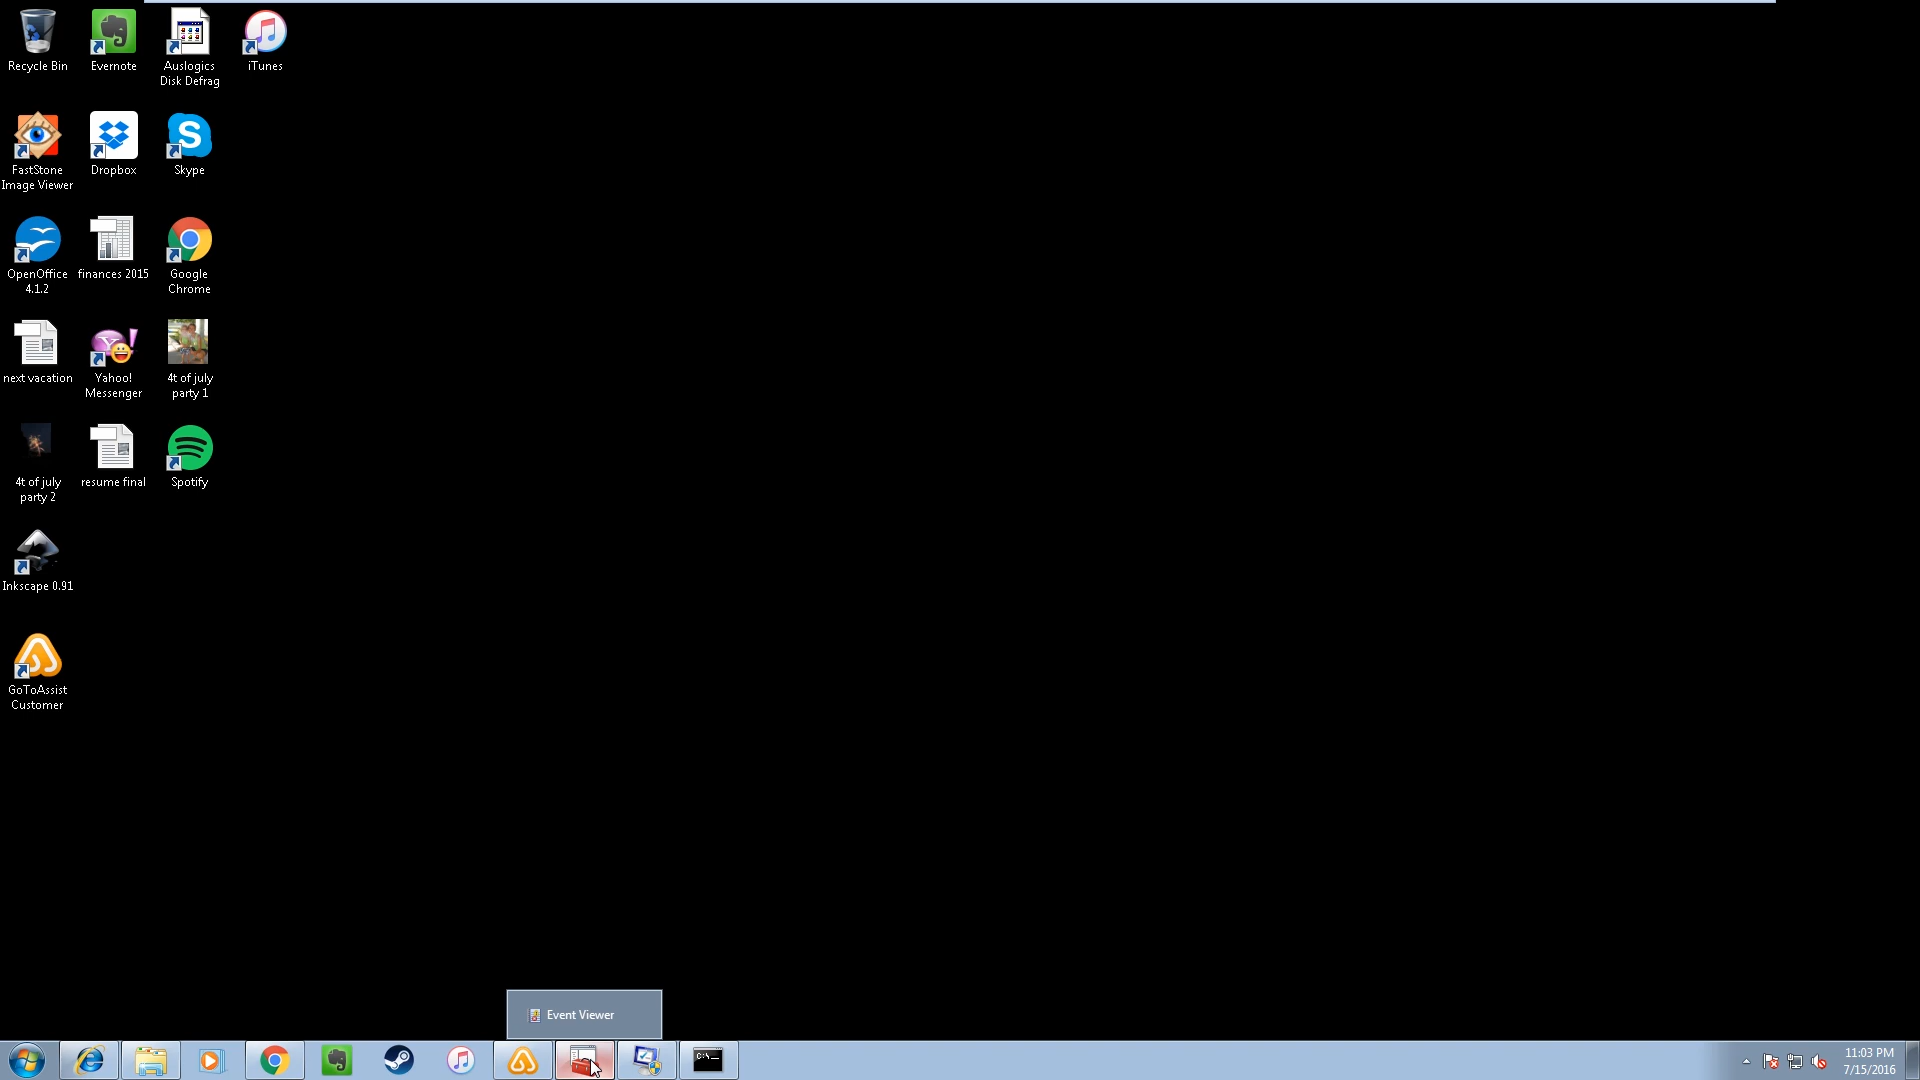 Recycle Bin
Evernote
Auslogics
Disk Defrag
iTunes
FastStone
Image Viewer
Dropbox
Skype
OpenOffice
4.1.2
finances 2015
Google
Chrome
next vacation
Yahoo!
Messenger
4t of july
party 1
4t of july
party 2
resume final
Spotify
Inkscape 0.91
GoToAssist
Customer
Event Viewer
C:\_
11:03 PM
7/15/2016